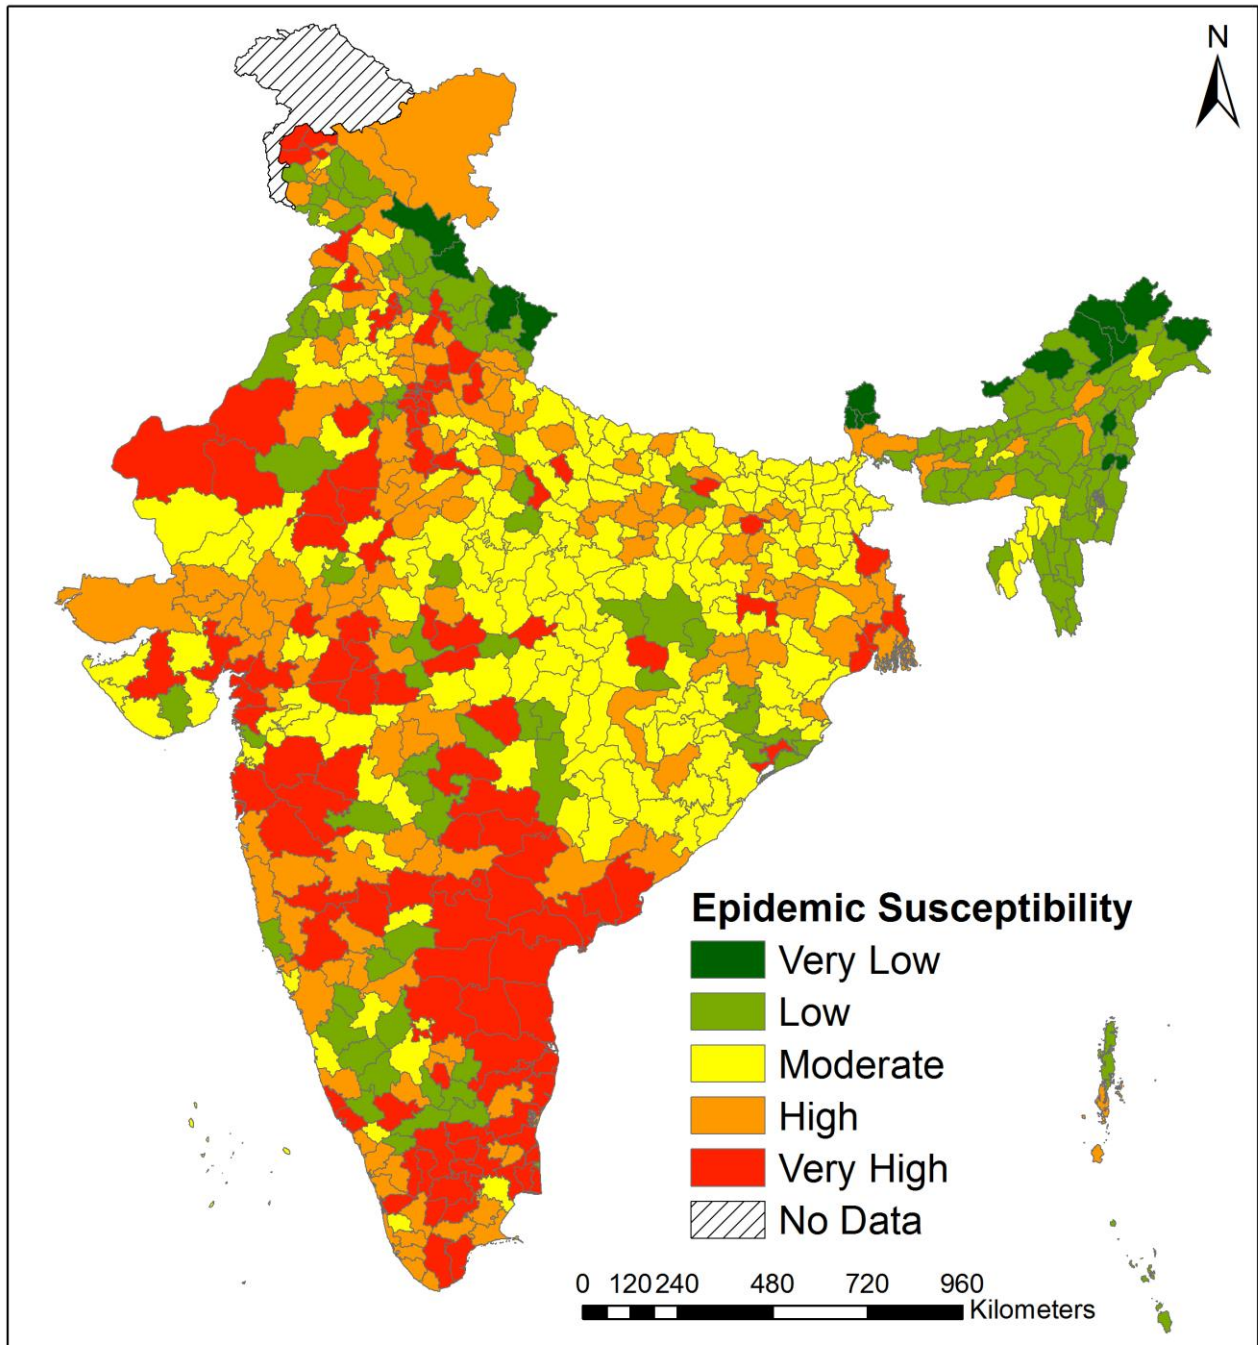 N
Epidemic Susceptibility
Very Low
Low
Moderate
High
Very High
No Data
0 120 240 480 720 960
Kilometers